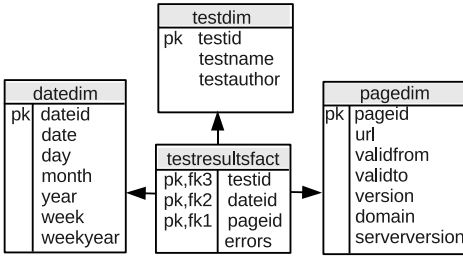 testdim
pk testid
testname
testauthor
datedim
pk dateid
date
day
month
year
week
weekyear
testresultsfact
pk,fk3 testid
pk,fk2 dateid
pk,fk1 pageid
errors
pagedim
pk pageid
url
validfrom
validto
version
domain
serverversion